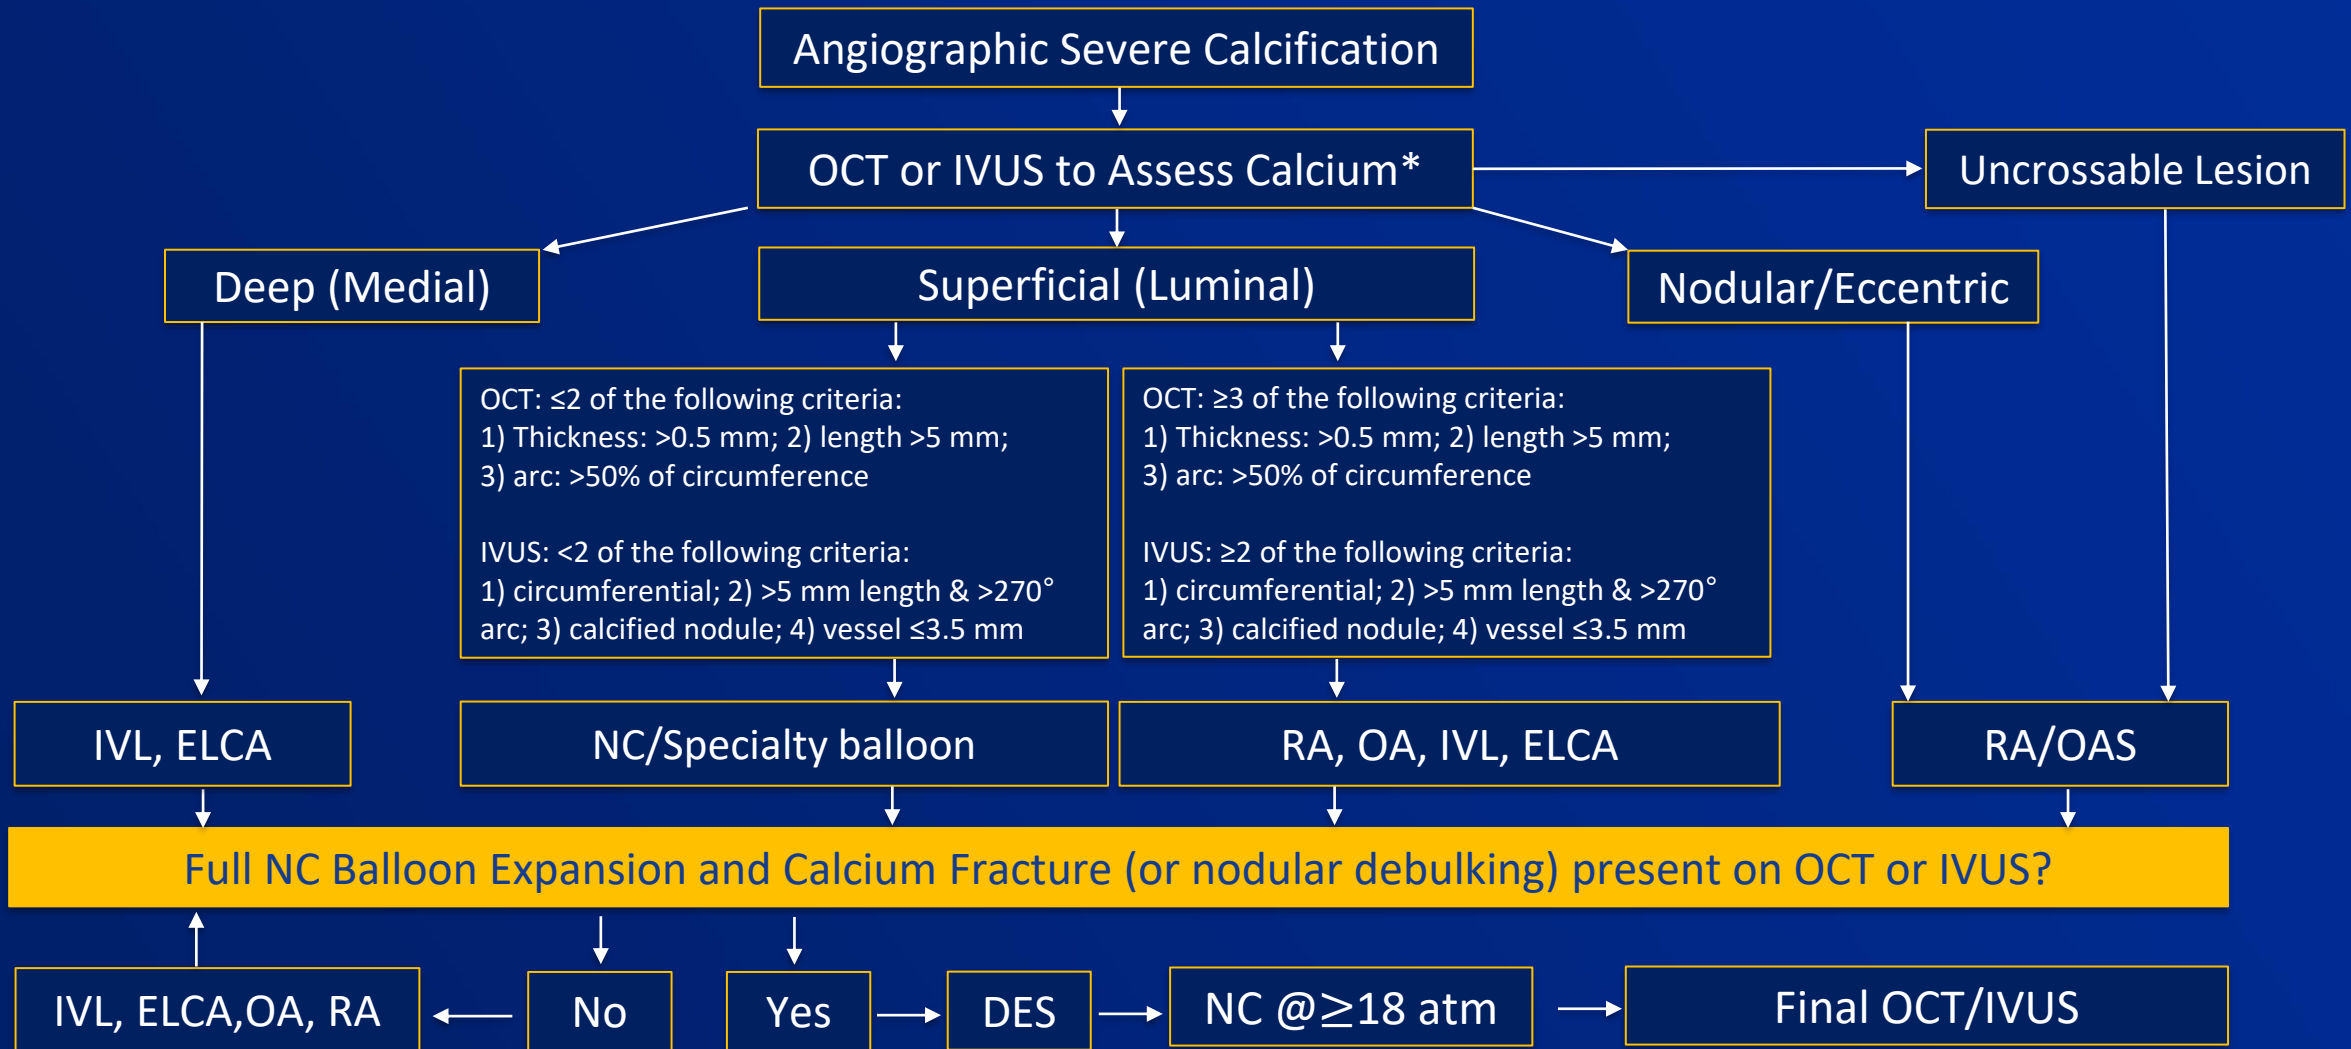 Angiographic Severe Calcification
OCT or IVUS to Assess Calcium*
Uncrossable Lesion
Deep (Medial)
Superficial (Luminal)
Nodular/Eccentric
OCT: ≤2 of the following criteria:
1) Thickness: >0.5 mm; 2) length >5 mm;
3) arc: >50% of circumference
IVUS: <2 of the following criteria:
1) circumferential; 2) >5 mm length & >270°
arc; 3) calcified nodule; 4) vessel ≤3.5 mm
OCT: ≥3 of the following criteria:
1) Thickness: >0.5 mm; 2) length >5 mm;
3) arc: >50% of circumference
IVUS: ≥2 of the following criteria:
1) circumferential; 2) >5 mm length & >270°
arc; 3) calcified nodule; 4) vessel ≤3.5 mm
IVL, ELCA
NC/Specialty balloon
RA, OA, IVL, ELCA
RA/OAS
Full NC Balloon Expansion and Calcium Fracture (or nodular debulking) present on OCT or IVUS?
IVL, ELCA,OA, RA
No
Yes
DES
NC @≥18 atm
Final OCT/IVUS